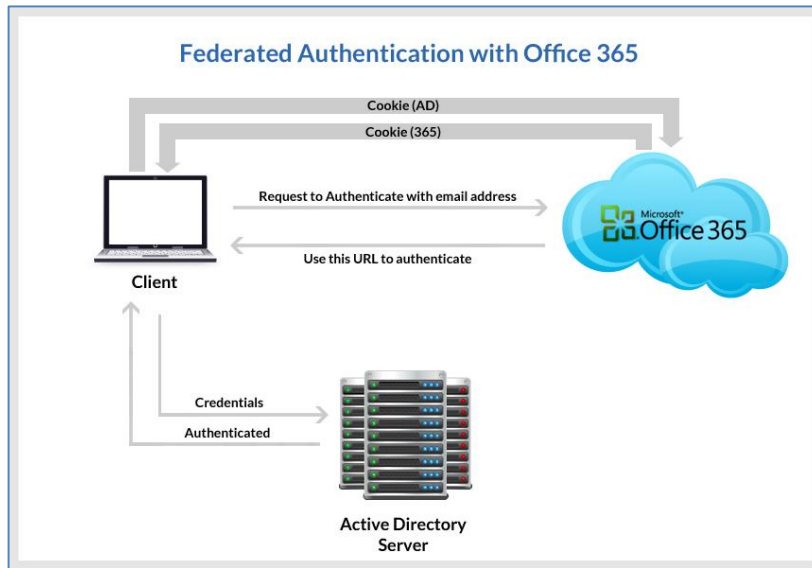 Federated Authentication with Office 365
Cookie (AD)
Cookie (365)
Request to Authenticate with email address
Microsoft®
Office 365
Use this URL to authenticate
Client
Credentials
Authenticated
Active Directory
Server